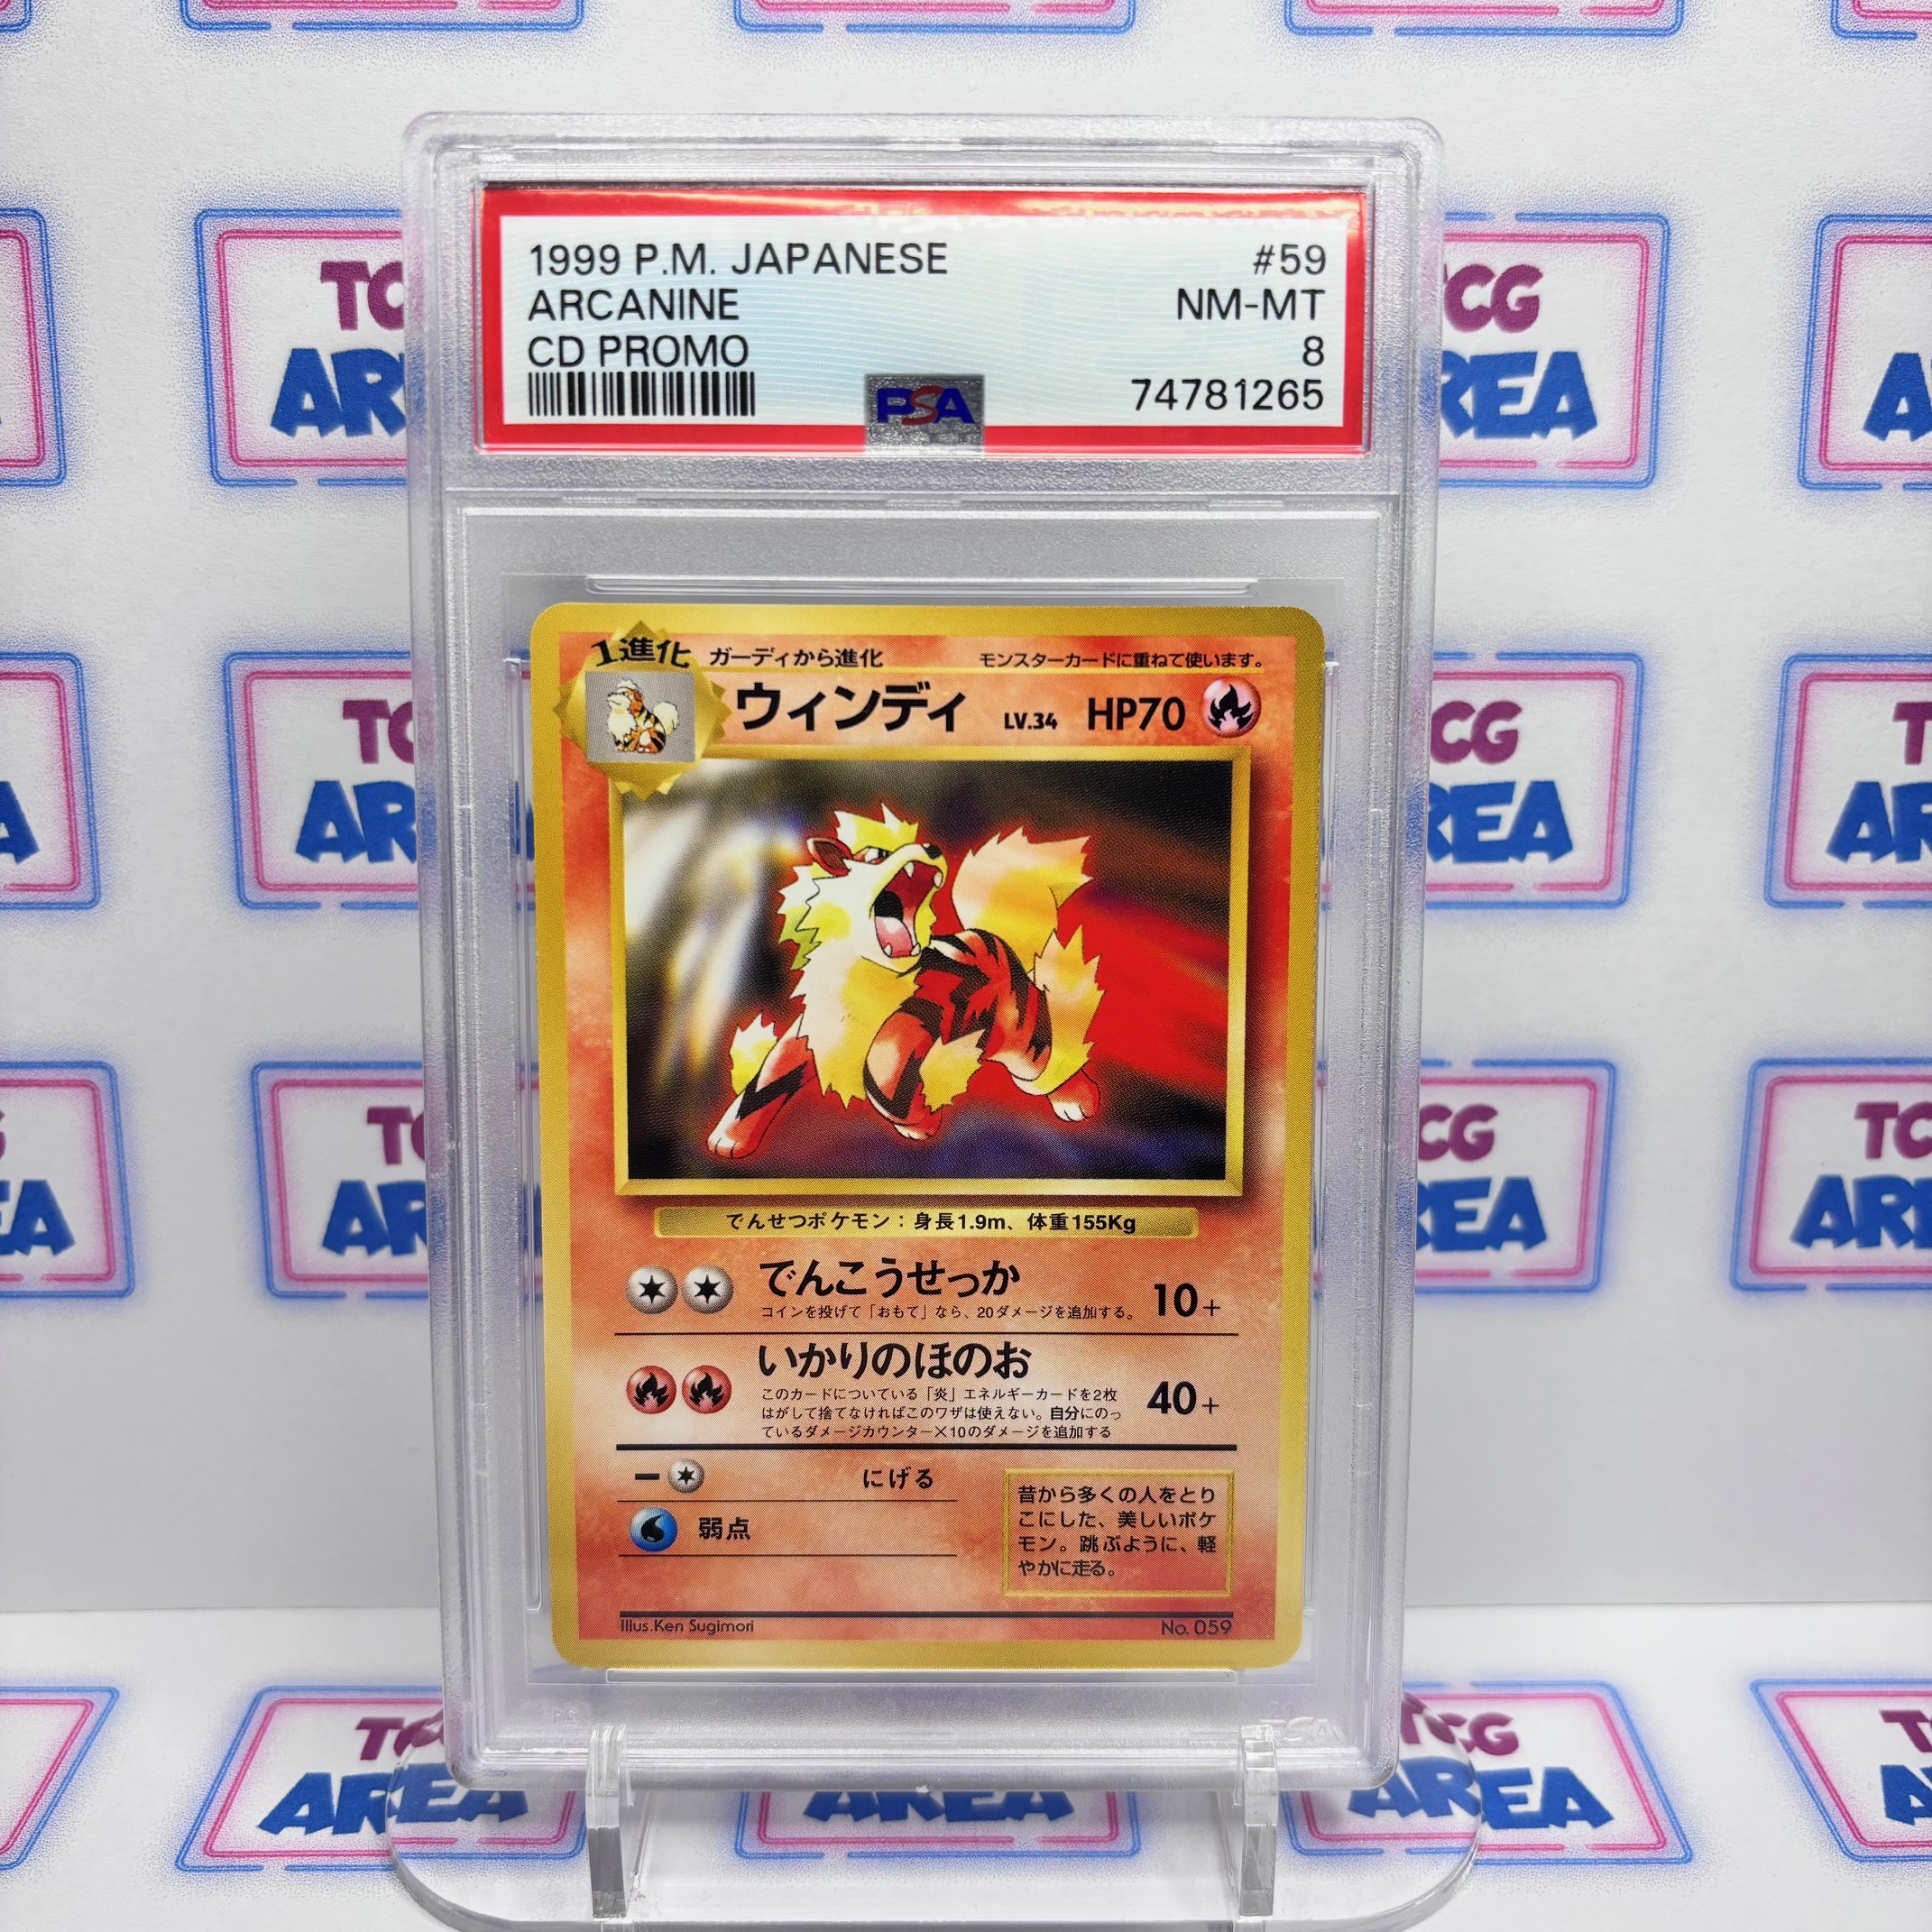 1999 P.M. JAPANESE #59
ARCANINE NM-MT
CD PROMO 8
PSA 74781265
1進化 ガーディから進化 モンスターカードに重ねて使います。
ウィンディ LV.34 HP70
でんせつポケモン：身長1.9m、体重155Kg
でんこうせっか 10+
コインを投げて「おもて」なら、20ダメージを追加する。
いかりのほのお 40+
このカードについている「炎」エネルギーカードを2枚
はがして捨てなければこのワザは使えない。自分にのっ
ているダメージカウンター×10のダメージを追加する
にげる
弱点
昔から多くの人をとり
こにした、美しいポケ
モン。跳ぶように、軽
やかに走る。
Illus.Ken Sugimori No. 059
TCG
AREA